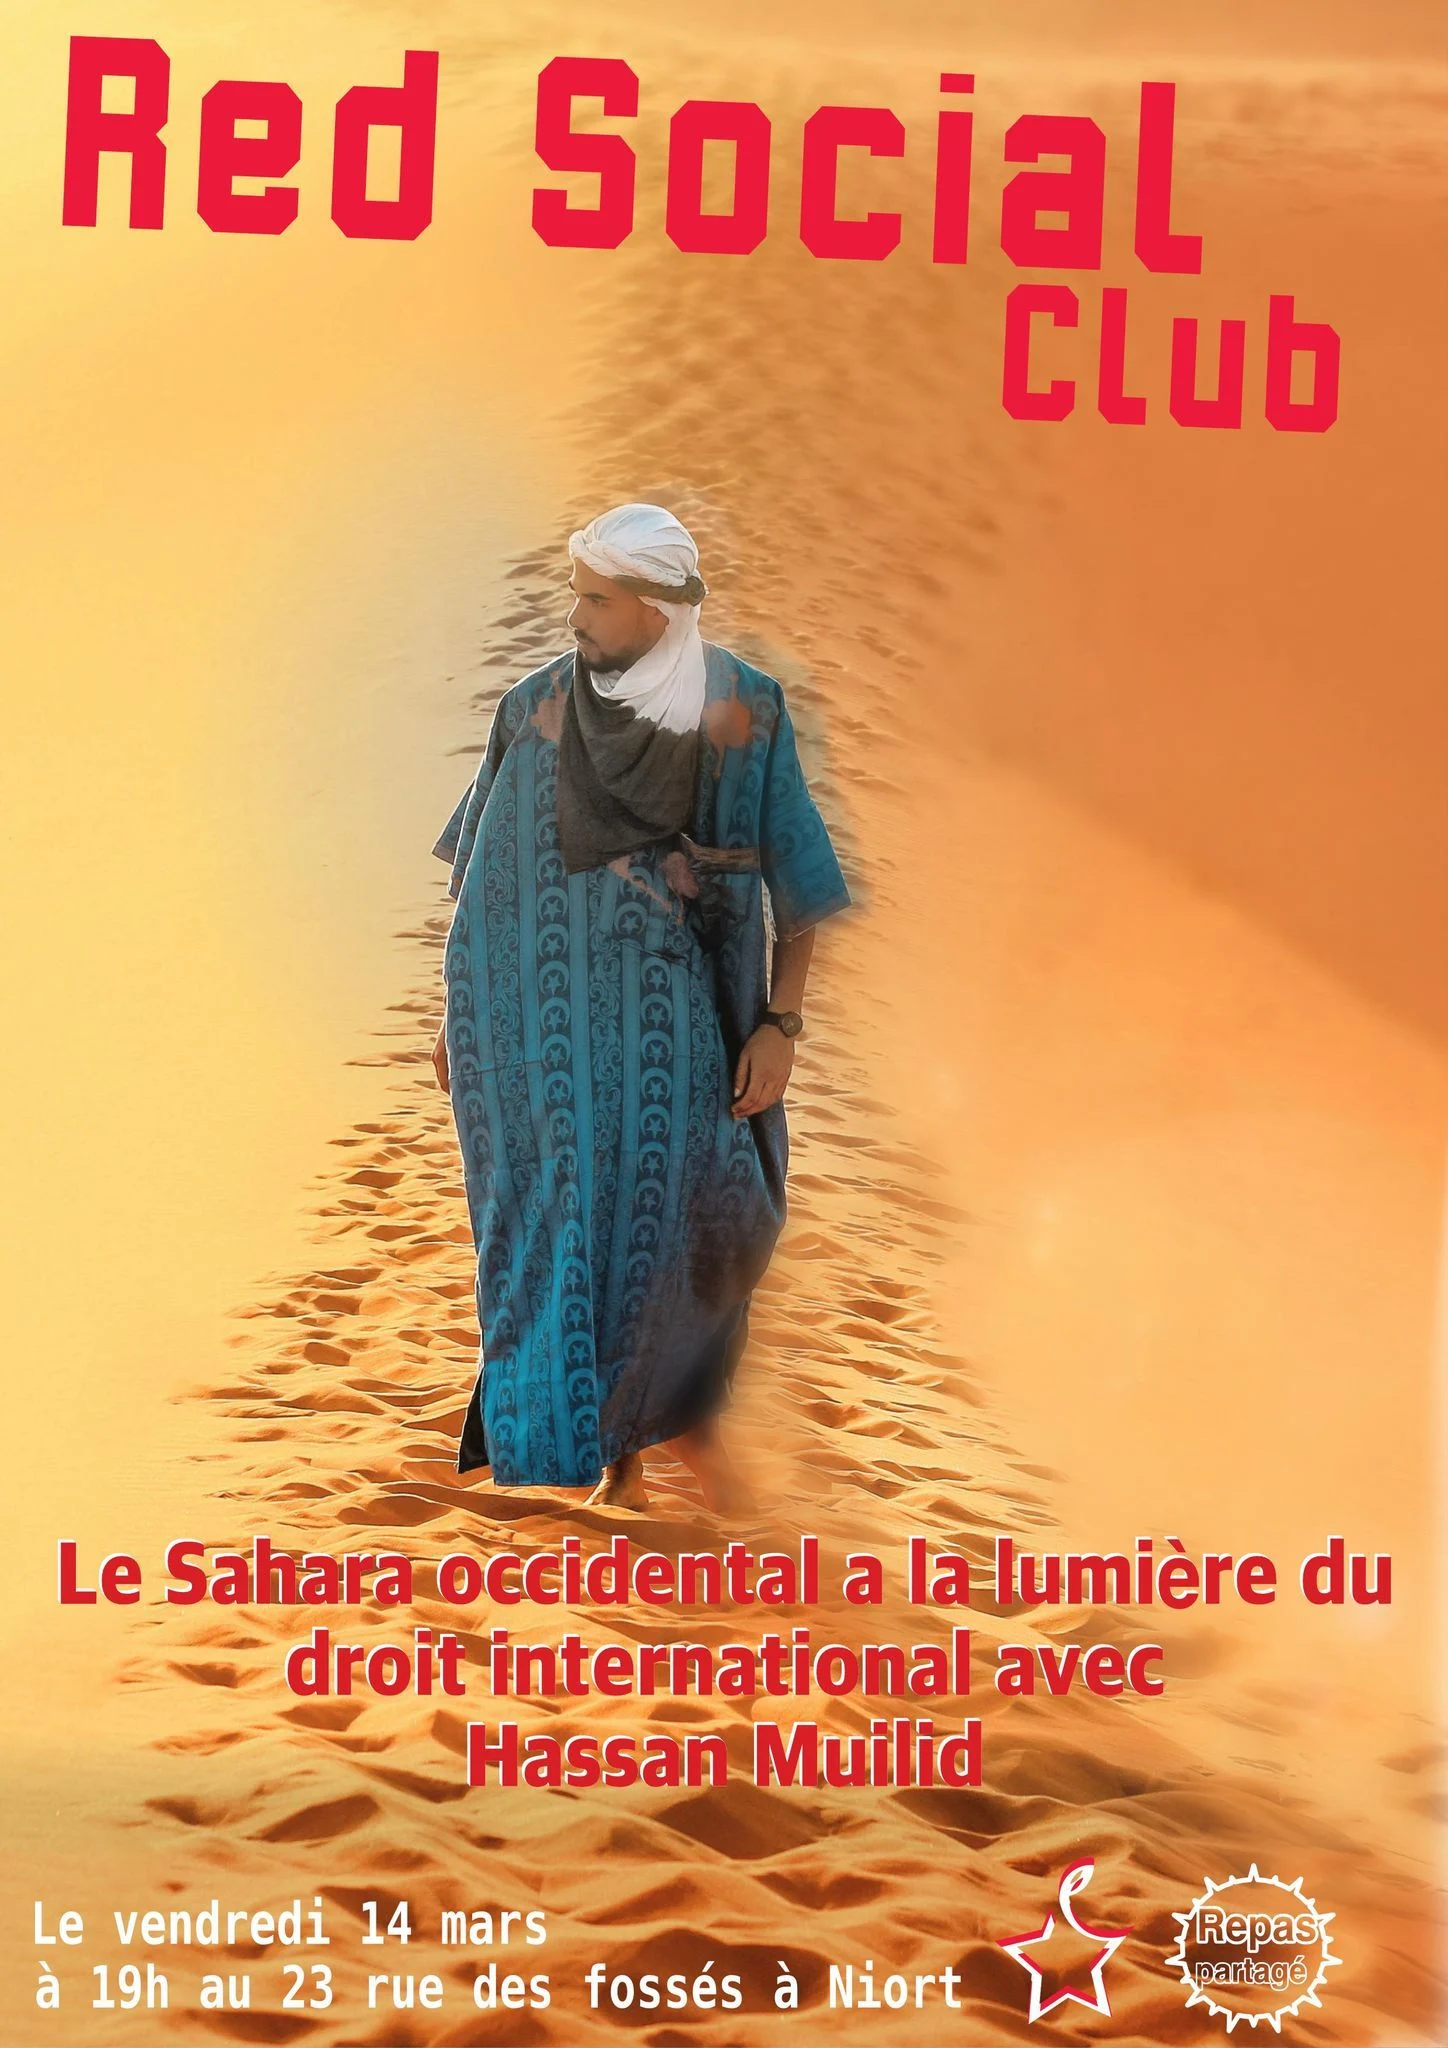 Red Social
Club
Le Sahara occidental a la lumière du
droit international avec
Hassan Muilid
Le vendredi 14 mars
à 19h au 23 rue des fossés à Niort
Repas
partagé